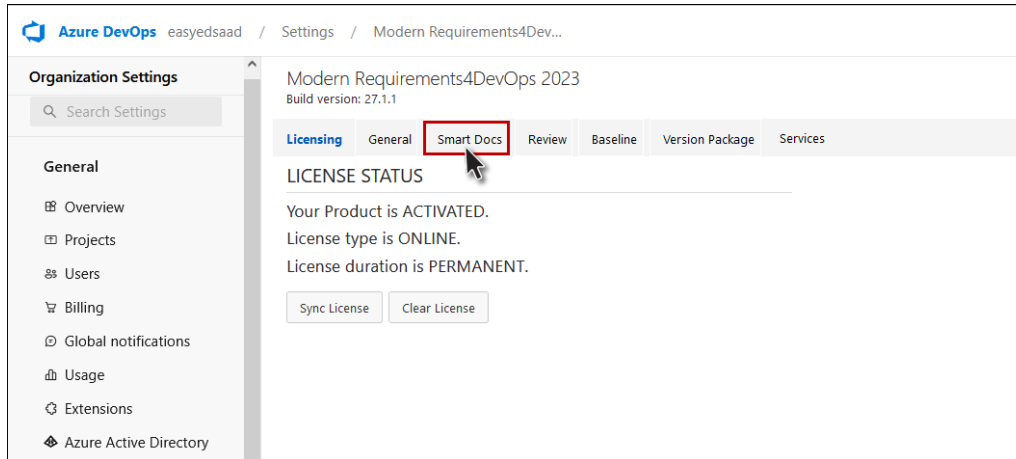 Azure DevOps easyedsaad / Settings / Modern Requirements4Dev...
Organization Settings
Search Settings
General
Overview
Projects
Users
Billing
Global notifications
Usage
Extensions
Azure Active Directory
Modern Requirements4DevOps 2023
Build version: 27.1.1
Licensing General Smart Docs Review Baseline Version Package Services
LICENSE STATUS
Your Product is ACTIVATED.
License type is ONLINE.
License duration is PERMANENT.
Sync License Clear License